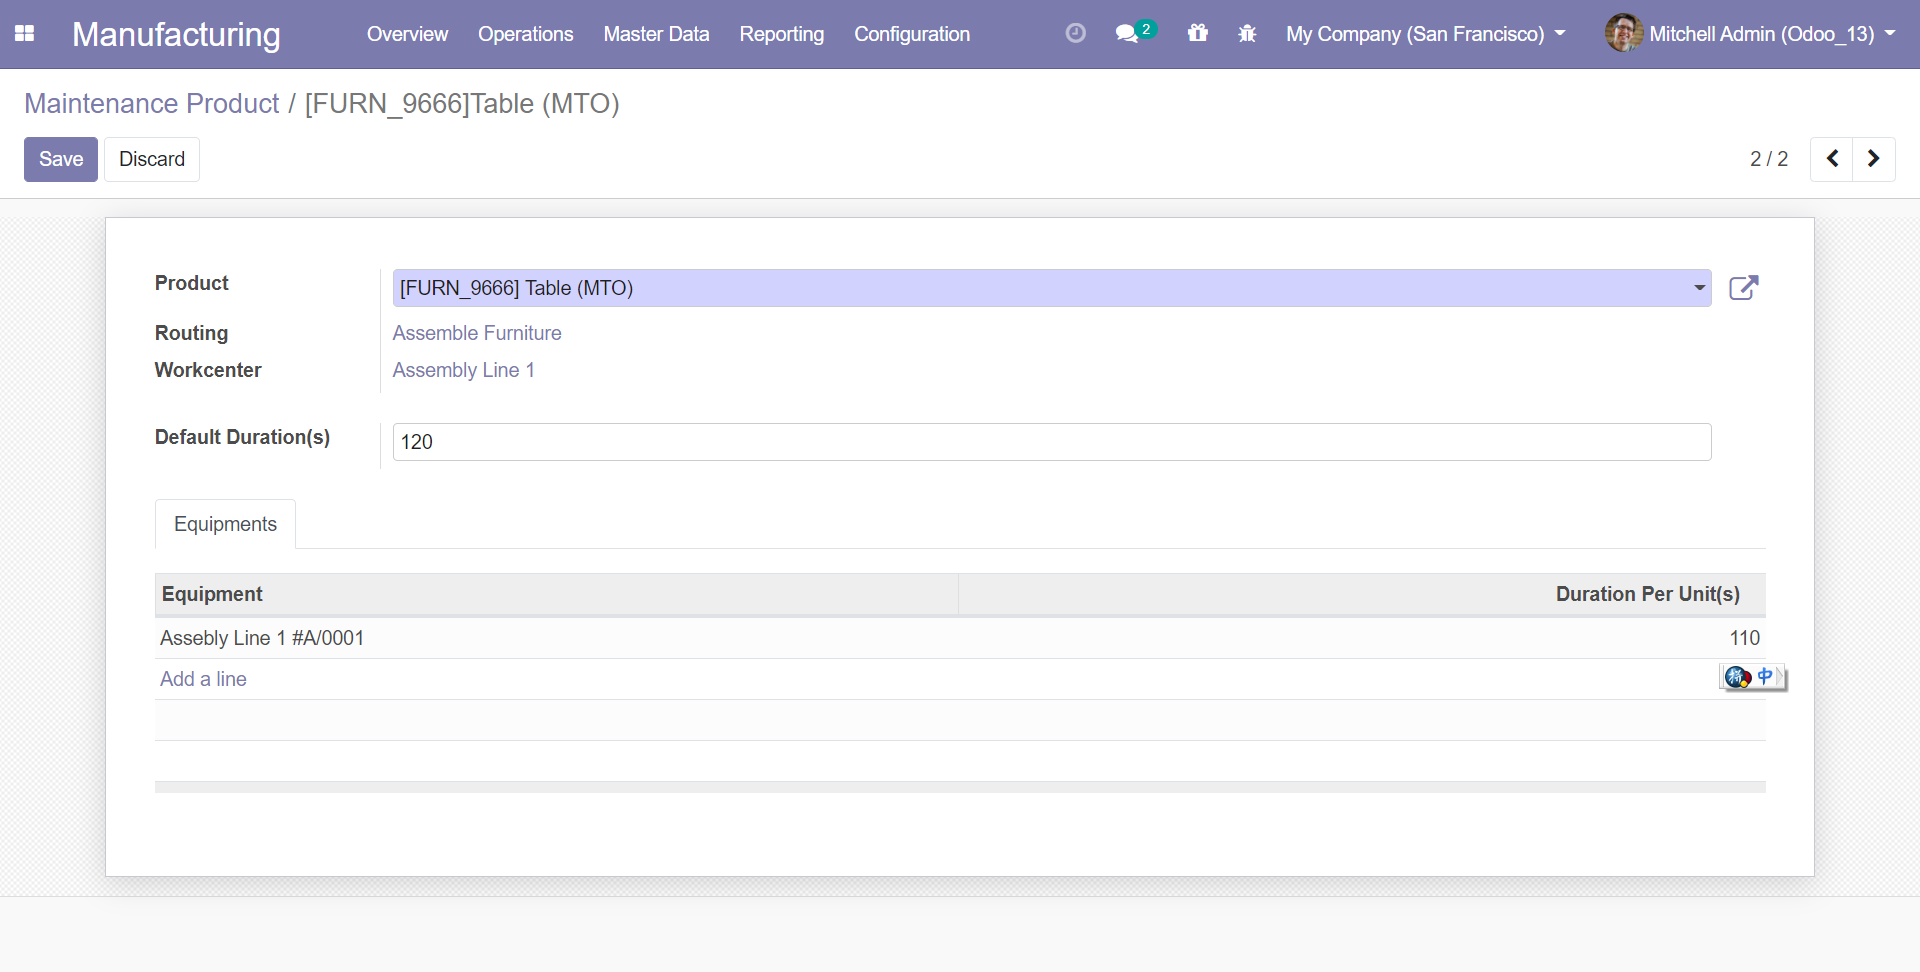 Manufacturing Overview Operations Master Data Reporting Configuration 2 My Company (San Francisco) Mitchell Admin (Odoo_13)
Maintenance Product / [FURN_9666]Table (MTO)
Save Discard 2 / 2
Product [FURN_9666] Table (MTO)
Routing Assemble Furniture
Workcenter Assembly Line 1
Default Duration(s) 120
Equipments
Equipment Duration Per Unit(s)
Assebly Line 1 #A/0001 110
Add a line 中